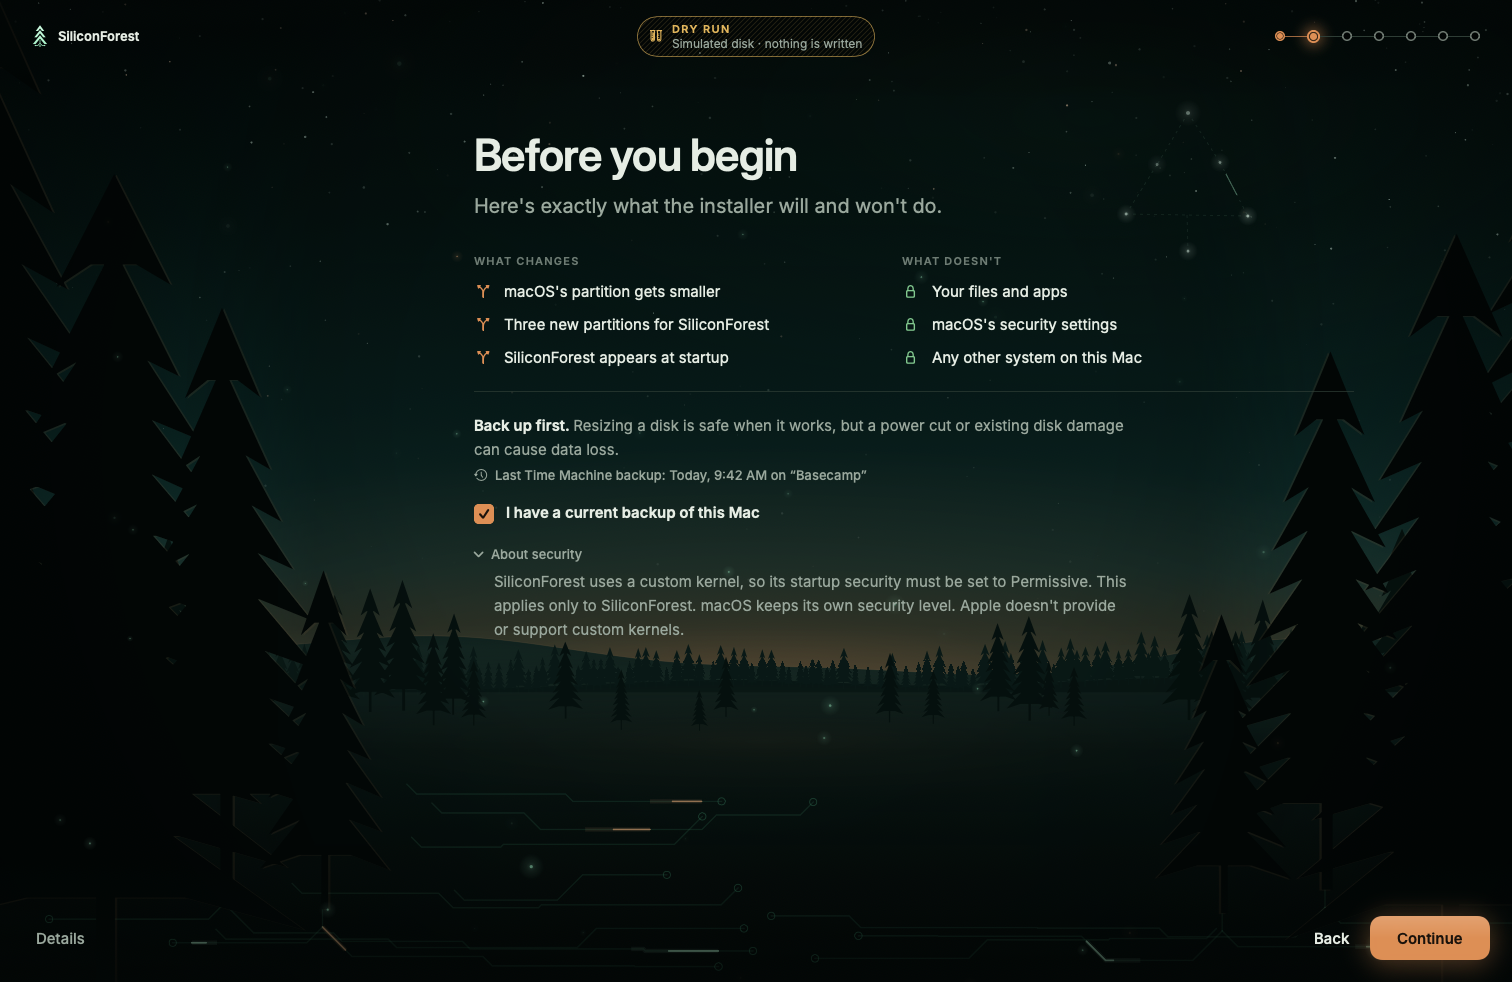 SiliconForest
DRY RUN
Simulated disk · nothing is written
Before you begin
Here's exactly what the installer will and won't do.
WHAT CHANGES
macOS's partition gets smaller
Three new partitions for SiliconForest
SiliconForest appears at startup
WHAT DOESN'T
Your files and apps
macOS's security settings
Any other system on this Mac
Back up first. Resizing a disk is safe when it works, but a power cut or existing disk damage
can cause data loss.
Last Time Machine backup: Today, 9:42 AM on “Basecamp”
I have a current backup of this Mac
About security
SiliconForest uses a custom kernel, so its startup security must be set to Permissive. This
applies only to SiliconForest. macOS keeps its own security level. Apple doesn't provide
or support custom kernels.
Details
Back
Continue